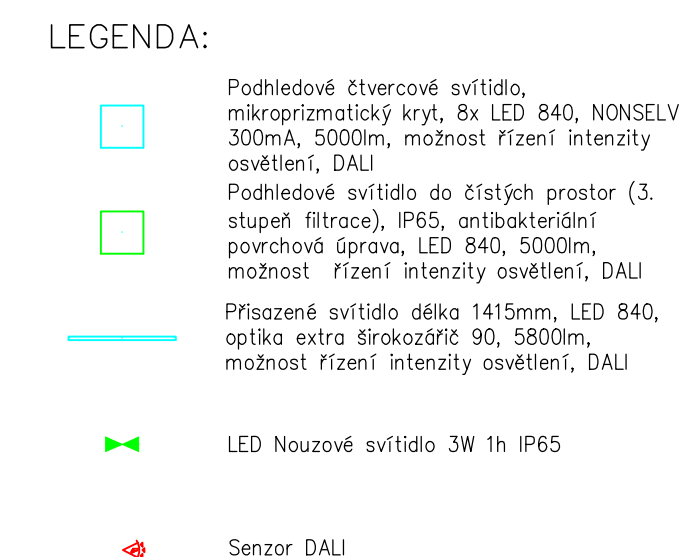 LEGENDA:
Podhledové čtvercové svítidlo,
mikroprizmatický kryt, 8x LED 840, NONSELV
300mA, 5000lm, možnost řízení intenzity
osvětlení, DALI
Podhledové svítidlo do čístých prostor (3.
stupeň filtrace), IP65, antibakteriální
povrchová úprava, LED 840, 5000lm,
možnost řízení intenzity osvětlení, DALI
Přisazené svítidlo délka 1415mm, LED 840,
optika extra širokozářič 90, 5800lm,
možnost řízení intenzity osvětlení, DALI
LED Nouzové svítidlo 3W 1h IP65
Senzor DALI